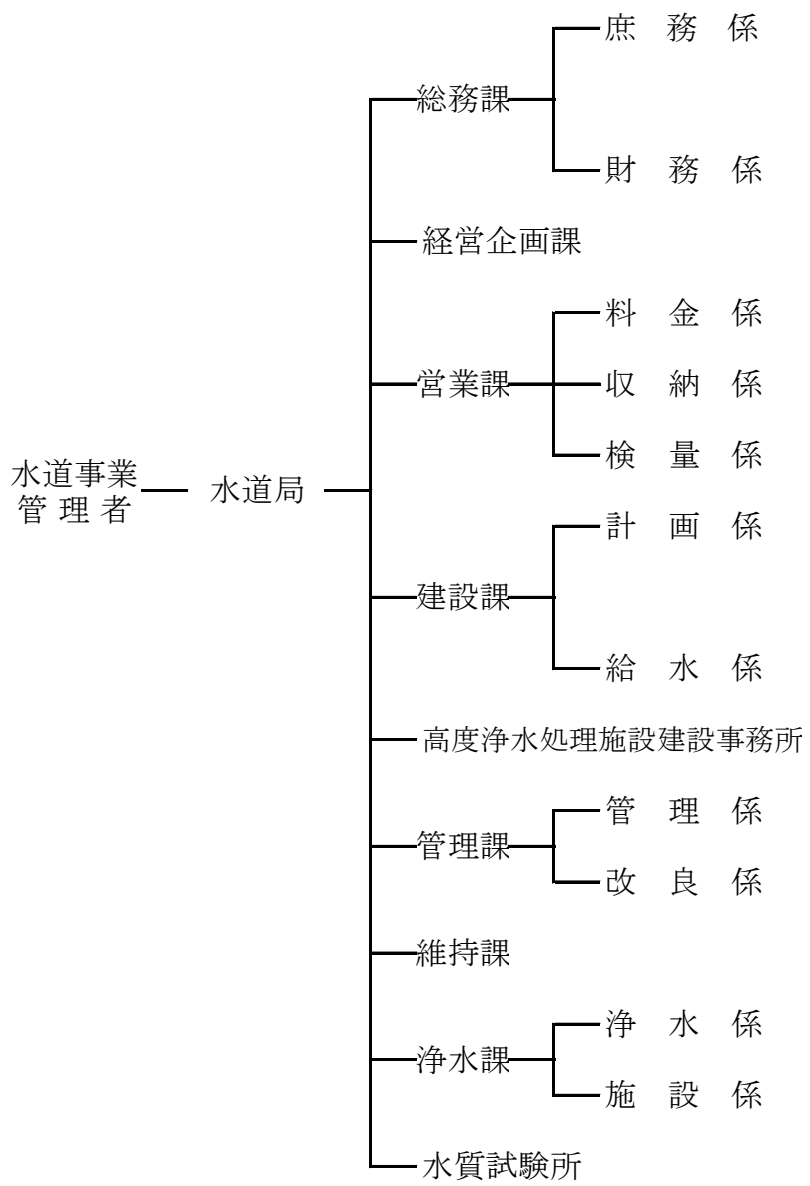 庶務係
総務課
財務係
経営企画課
料金係
営業課
収納係
検量係
水道事業
管理者
水道局
計画係
建設課
給水係
高度浄水処理施設建設事務所
管理係
管理課
改良係
維持課
浄水係
浄水課
施設係
水質試験所